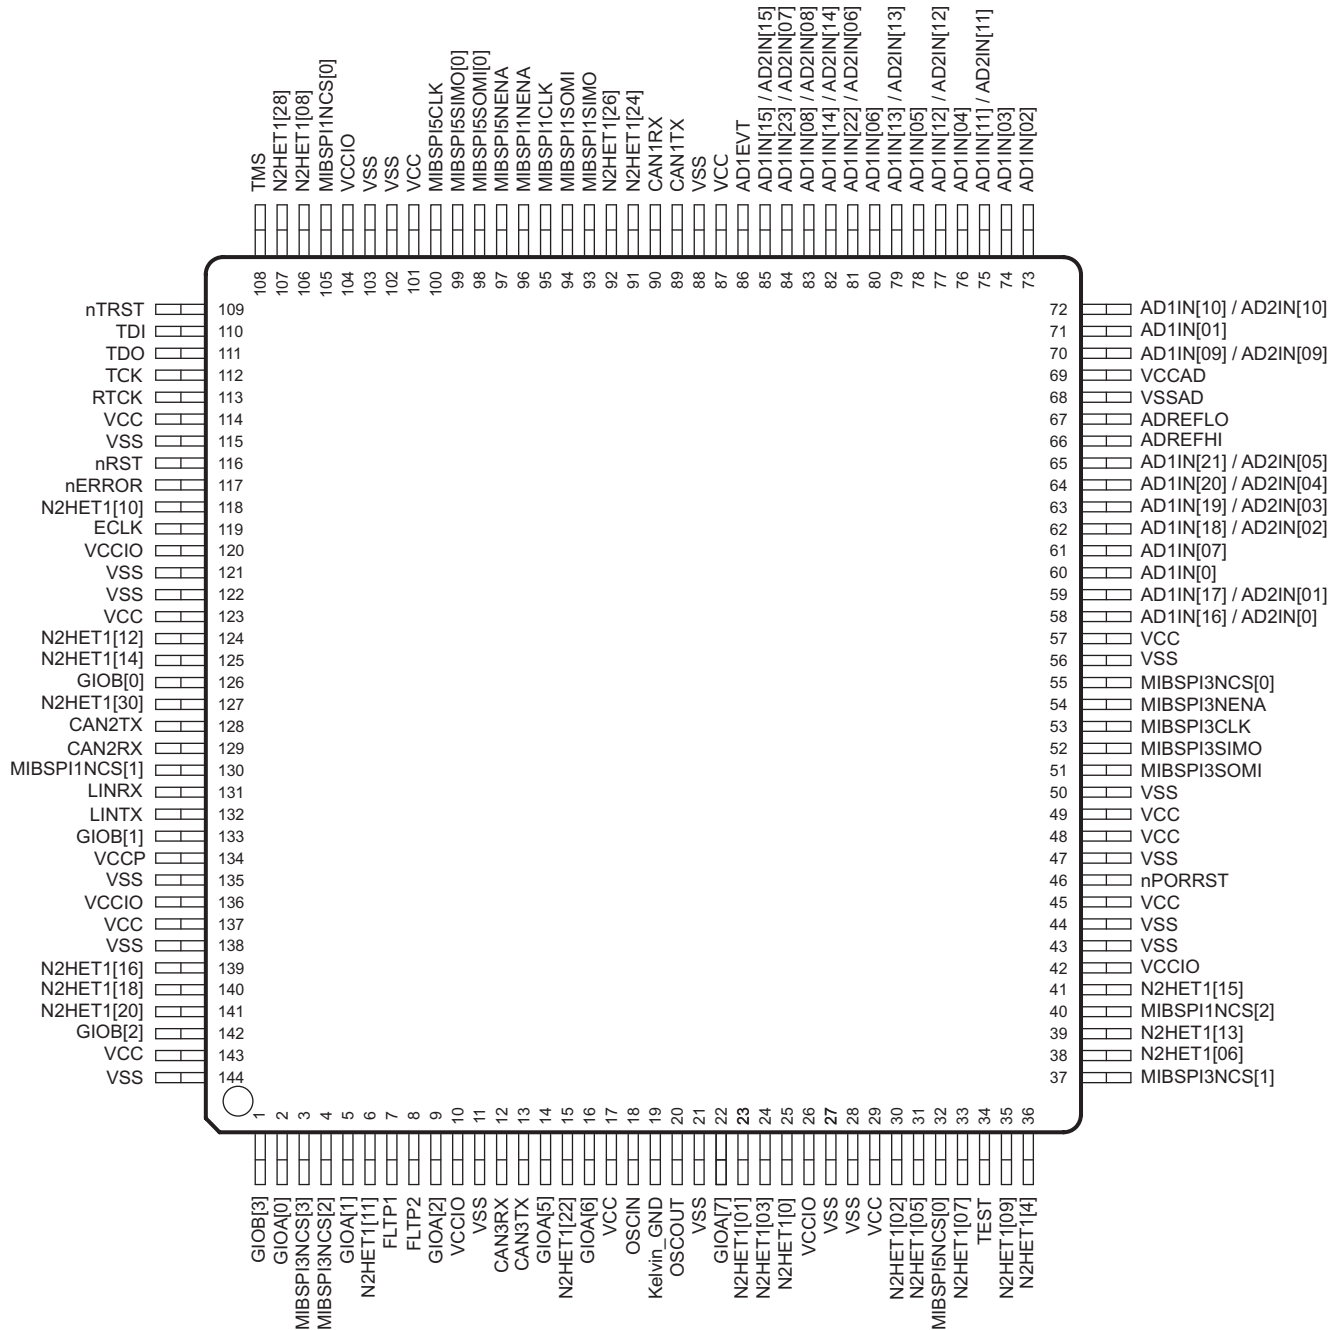 TMS
N2HET1[28]
N2HET1[08]
MIBSPI1NCS[0]
VCCIO
VSS
VSS
VCC
MIBSPI5CLK
MIBSPI5SIMO[0]
MIBSPI5SOMI[0]
MIBSPI5NENA
MIBSPI1NENA
MIBSPI1CLK
MIBSPI1SOMI
MIBSPI1SIMO
N2HET1[26]
N2HET1[24]
CAN1RX
CAN1TX
VSS
VCC
AD1EVT
AD1IN[15] / AD2IN[15]
AD1IN[23] / AD2IN[07]
AD1IN[08] / AD2IN[08]
AD1IN[14] / AD2IN[14]
AD1IN[22] / AD2IN[06]
AD1IN[06]
AD1IN[13] / AD2IN[13]
AD1IN[05]
AD1IN[12] / AD2IN[12]
AD1IN[04]
AD1IN[11] / AD2IN[11]
AD1IN[03]
AD1IN[02]
108
107
106
105
104
103
102
101
100
99
98
97
96
95
94
93
92
91
90
89
88
87
86
85
84
83
82
81
80
79
78
77
76
75
74
73
nTRST 109
TDI 110
TDO 111
TCK 112
RTCK 113
VCC 114
VSS 115
nRST 116
nERROR 117
N2HET1[10] 118
ECLK 119
VCCIO 120
VSS 121
VSS 122
VCC 123
N2HET1[12] 124
N2HET1[14] 125
GIOB[0] 126
N2HET1[30] 127
CAN2TX 128
CAN2RX 129
MIBSPI1NCS[1] 130
LINRX 131
LINTX 132
GIOB[1] 133
VCCP 134
VSS 135
VCCIO 136
VCC 137
VSS 138
N2HET1[16] 139
N2HET1[18] 140
N2HET1[20] 141
GIOB[2] 142
VCC 143
VSS 144
72 AD1IN[10] / AD2IN[10]
71 AD1IN[01]
70 AD1IN[09] / AD2IN[09]
69 VCCAD
68 VSSAD
67 ADREFLO
66 ADREFHI
65 AD1IN[21] / AD2IN[05]
64 AD1IN[20] / AD2IN[04]
63 AD1IN[19] / AD2IN[03]
62 AD1IN[18] / AD2IN[02]
61 AD1IN[07]
60 AD1IN[0]
59 AD1IN[17] / AD2IN[01]
58 AD1IN[16] / AD2IN[0]
57 VCC
56 VSS
55 MIBSPI3NCS[0]
54 MIBSPI3NENA
53 MIBSPI3CLK
52 MIBSPI3SIMO
51 MIBSPI3SOMI
50 VSS
49 VCC
48 VCC
47 VSS
46 nPORRST
45 VCC
44 VSS
43 VSS
42 VCCIO
41 N2HET1[15]
40 MIBSPI1NCS[2]
39 N2HET1[13]
38 N2HET1[06]
37 MIBSPI3NCS[1]
1
2
3
4
5
6
7
8
9
10
11
12
13
14
15
16
17
18
19
20
21
22
23
24
25
26
27
28
29
30
31
32
33
34
35
36
GIOB[3]
GIOA[0]
MIBSPI3NCS[3]
MIBSPI3NCS[2]
GIOA[1]
N2HET1[11]
FLTP1
FLTP2
GIOA[2]
VCCIO
VSS
CAN3RX
CAN3TX
GIOA[5]
N2HET1[22]
GIOA[6]
VCC
OSCIN
Kelvin_GND
OSCOUT
VSS
GIOA[7]
N2HET1[01]
N2HET1[03]
N2HET1[0]
VCCIO
VSS
VSS
VCC
N2HET1[02]
N2HET1[05]
MIBSPI5NCS[0]
N2HET1[07]
TEST
N2HET1[09]
N2HET1[4]